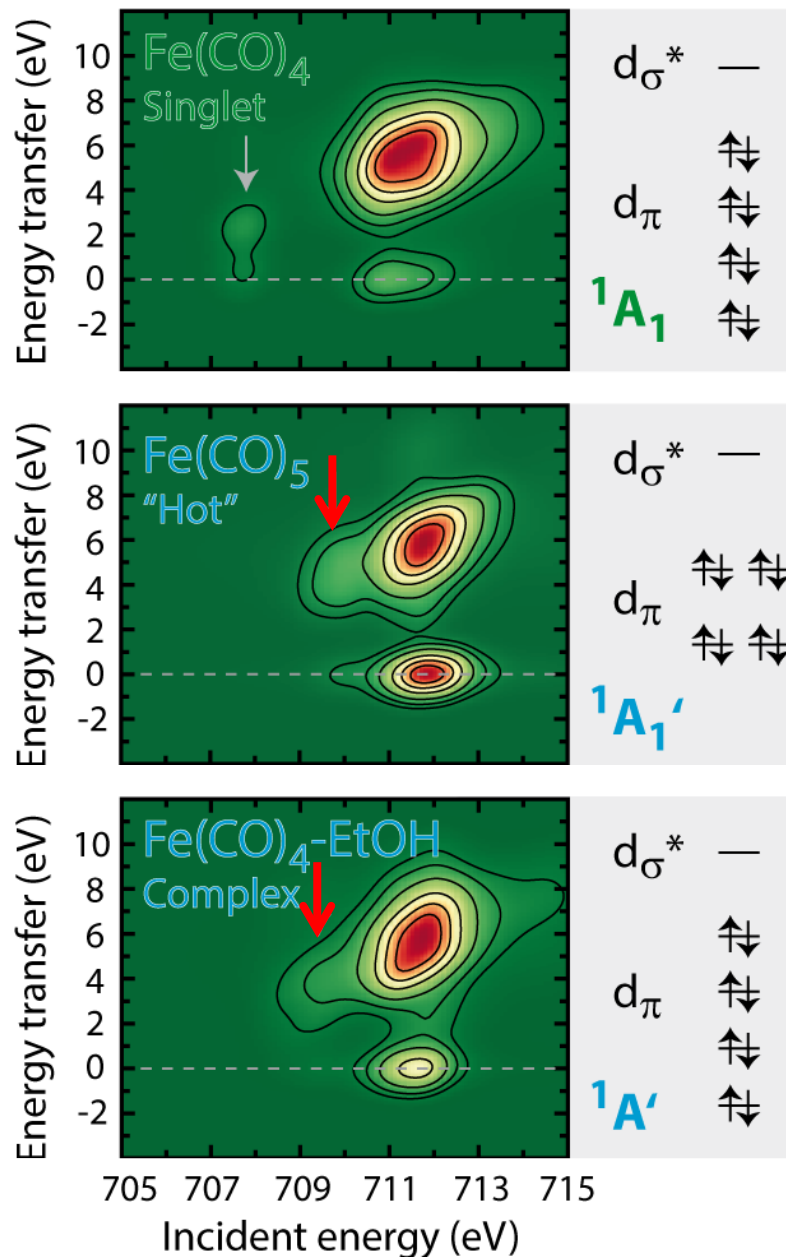 Energy transfer (eV)
10
8
6
4
2
0
-2
Fe(CO)4
Singlet
dσ*
dπ
1A1
Energy transfer (eV)
10
8
6
4
2
0
-2
Fe(CO)5
“Hot”
dσ*
dπ
1A1‘
Energy transfer (eV)
10
8
6
4
2
0
-2
Fe(CO)4-EtOH
Complex
dσ*
dπ
1A‘
705 707 709 711 713 715
Incident energy (eV)